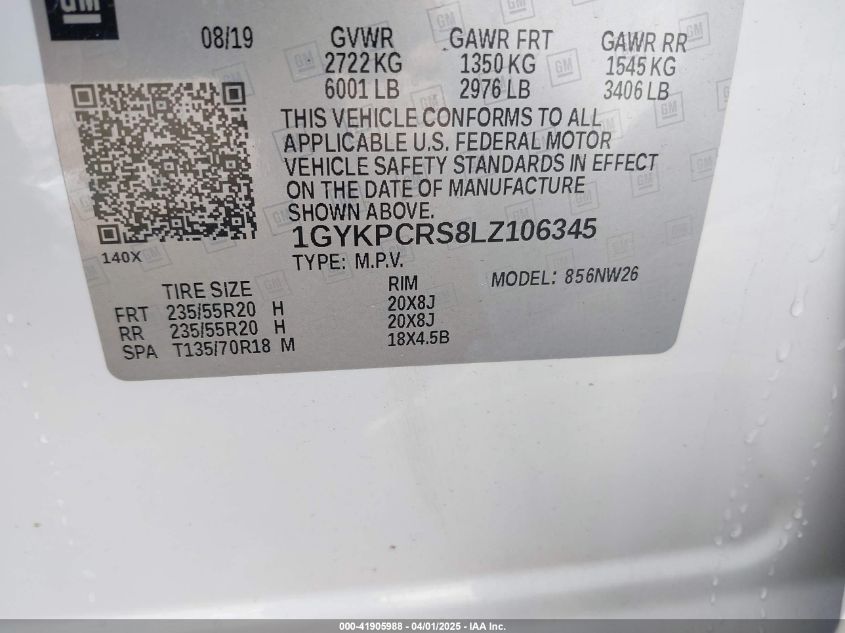 GM
08/19 GVWR GAWR FRT GAWR RR
2722 KG 1350 KG 1545 KG
6001 LB 2976 LB 3406 LB
THIS VEHICLE CONFORMS TO ALL
APPLICABLE U.S. FEDERAL MOTOR
VEHICLE SAFETY STANDARDS IN EFFECT
ON THE DATE OF MANUFACTURE
SHOWN ABOVE.
140X
1GYKPCRS8LZ106345
TYPE: M.P.V.
MODEL: 856NW26
TIRE SIZE RIM
FRT 235/55R20 H 20X8J
RR 235/55R20 H 20X8J
SPA T135/70R18 M 18X4.5B
000-41905988 - 04/01/2025 - IAA Inc.